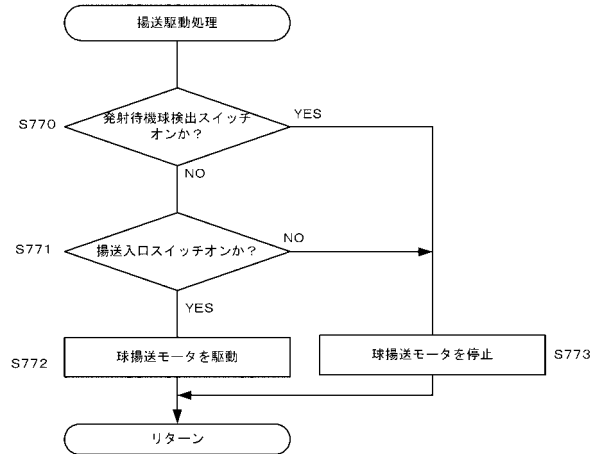 揚送駆動処理
S770
発射待機球検出スイッチ
オンか？
YES
NO
S771
揚送入口スイッチオンか？
NO
YES
S772
球揚送モータを駆動
球揚送モータを停止
S773
リターン